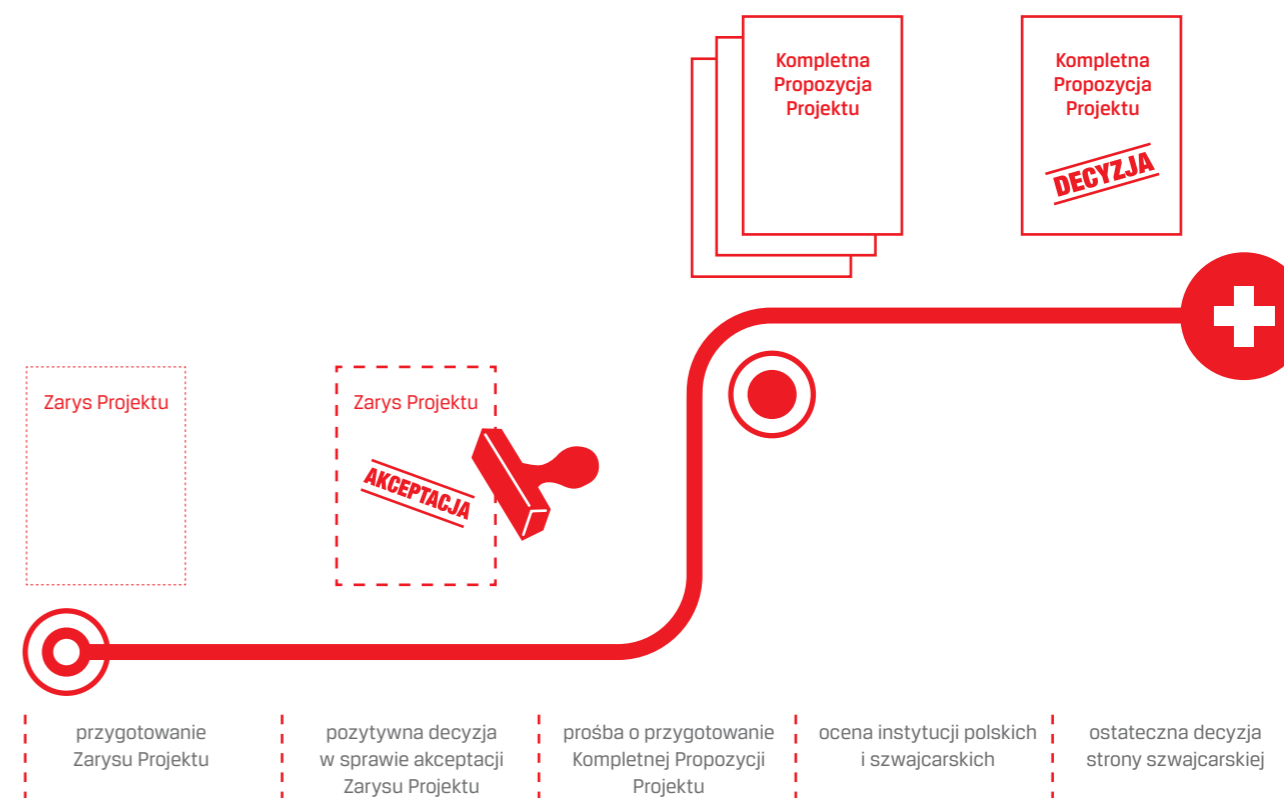 Kompletna
Propozycja
Projektu
Kompletna
Propozycja
Projektu
DECYZJA
Zarys Projektu
Zarys Projektu
AKCEPTACJA
przygotowanie
Zarysu Projektu
pozytywna decyzja
w sprawie akceptacji
Zarysu Projektu
prośba o przygotowanie
Kompletnej Propozycji
Projektu
ocena instytucji polskich
i szwajcarskich
ostateczna decyzja
strony szwajcarskiej